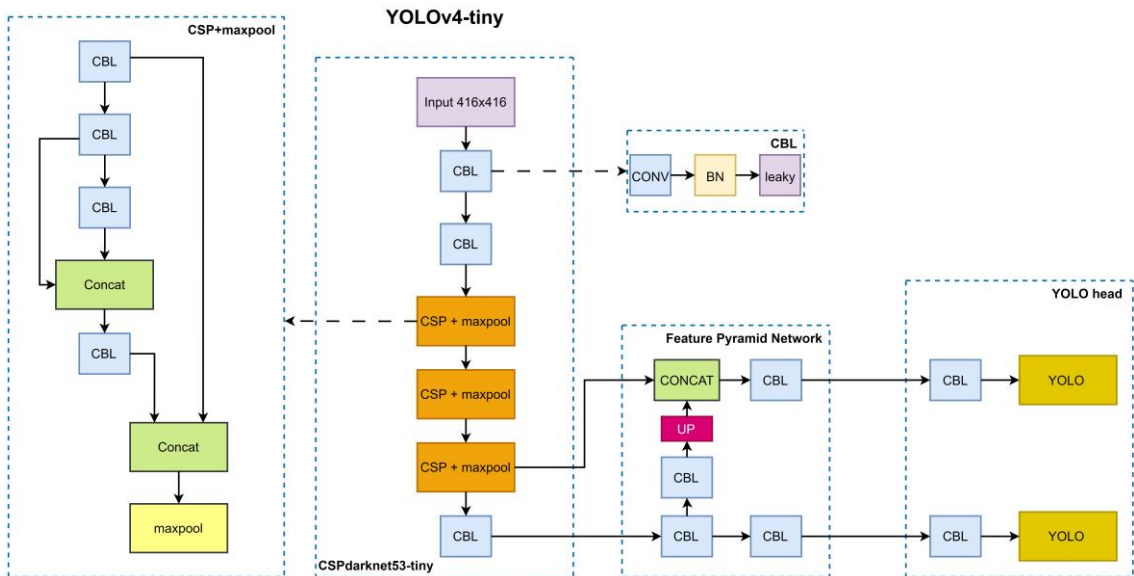 YOLOv4-tiny
CSP+maxpool
CBL
CBL
CBL
Concat
CBL
Concat
maxpool
Input 416x416
CBL
CBL
CSP + maxpool
CSP + maxpool
CSP + maxpool
CBL
CSPdarknet53-tiny
CBL
CONV
BN
leaky
Feature Pyramid Network
CONCAT
CBL
UP
CBL
CBL
CBL
YOLO head
CBL
YOLO
CBL
YOLO